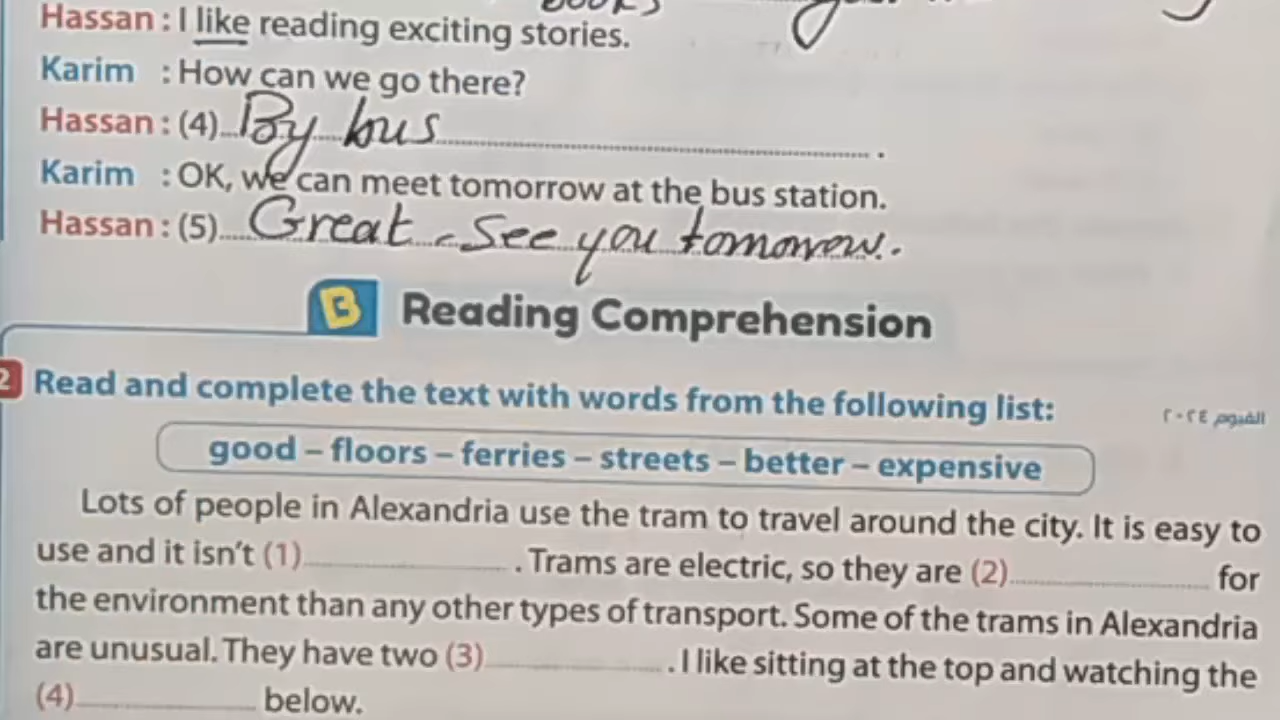 books
Hassan : I like reading exciting stories.
Karim : How can we go there?
Hassan : (4) By bus .
Karim : OK, we can meet tomorrow at the bus station.
Hassan : (5) Great - See you tomorrow.
B Reading Comprehension
2 Read and complete the text with words from the following list:
الفيوم ٢٠٢٤
good – floors – ferries – streets – better – expensive
Lots of people in Alexandria use the tram to travel around the city. It is easy to
use and it isn't (1) . Trams are electric, so they are (2) for
the environment than any other types of transport. Some of the trams in Alexandria
are unusual. They have two (3) . I like sitting at the top and watching the
(4) below.